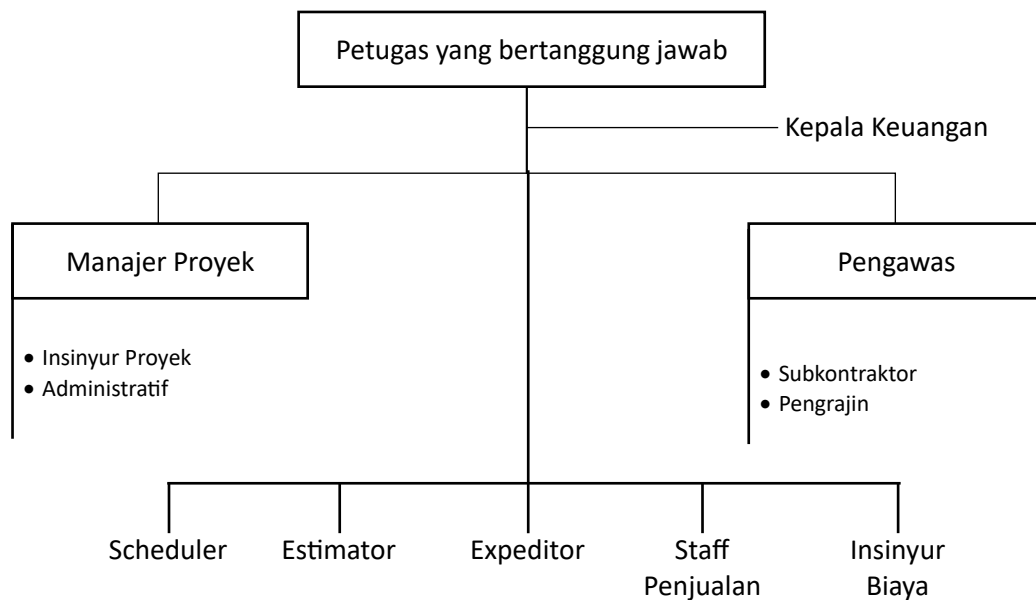 Petugas yang bertanggung jawab
Kepala Keuangan
Manajer Proyek
Pengawas
• Insinyur Proyek
• Administratif
• Subkontraktor
• Pengrajin
Scheduler
Estimator
Expeditor
Staff
Penjualan
Insinyur
Biaya